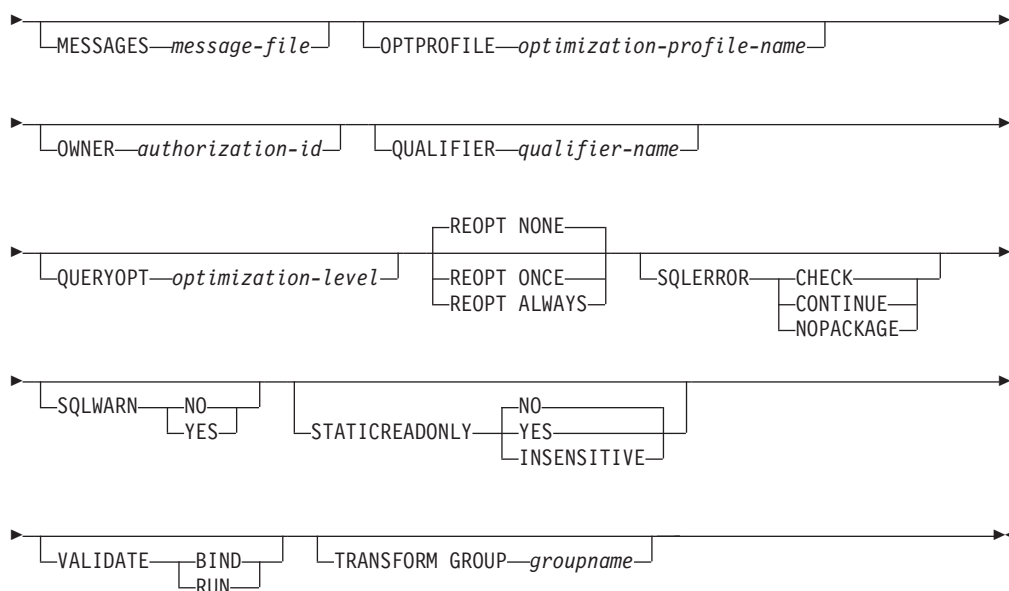 MESSAGES message-file OPTPROFILE optimization-profile-name
OWNER authorization-id QUALIFIER qualifier-name
REOPT NONE
QUERYOPT optimization-level REOPT ONCE SQLERROR CHECK
REOPT ALWAYS CONTINUE
NOPACKAGE
SQLWARN NO STATICREADONLY NO
YES YES
INSENSITIVE
VALIDATE BIND TRANSFORM GROUP groupname
RUN